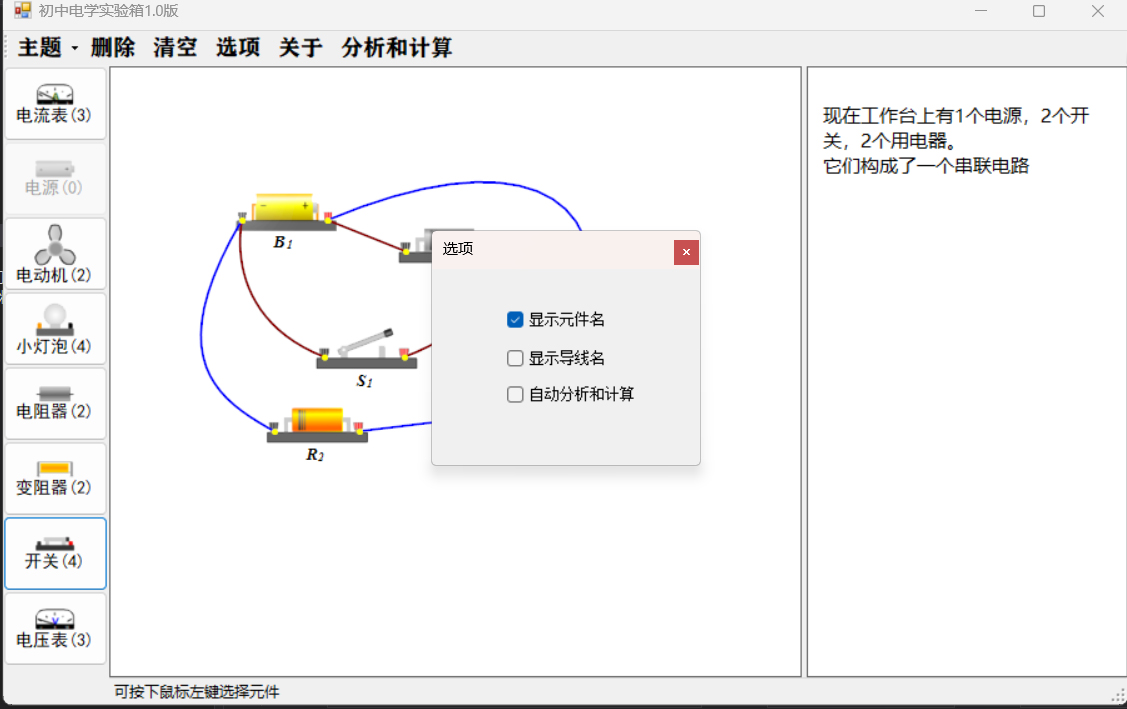 初中电学实验箱1.0版
主题 删除 清空 选项 关于 分析和计算
电流表(3)
电源(0)
电动机(2)
小灯泡(4)
电阻器(2)
变阻器(2)
开关(4)
电压表(3)
B1
S1
R2
选项
显示元件名
显示导线名
自动分析和计算
现在工作台上有1个电源，2个开
关，2个用电器。
它们构成了一个串联电路
可按下鼠标左键选择元件